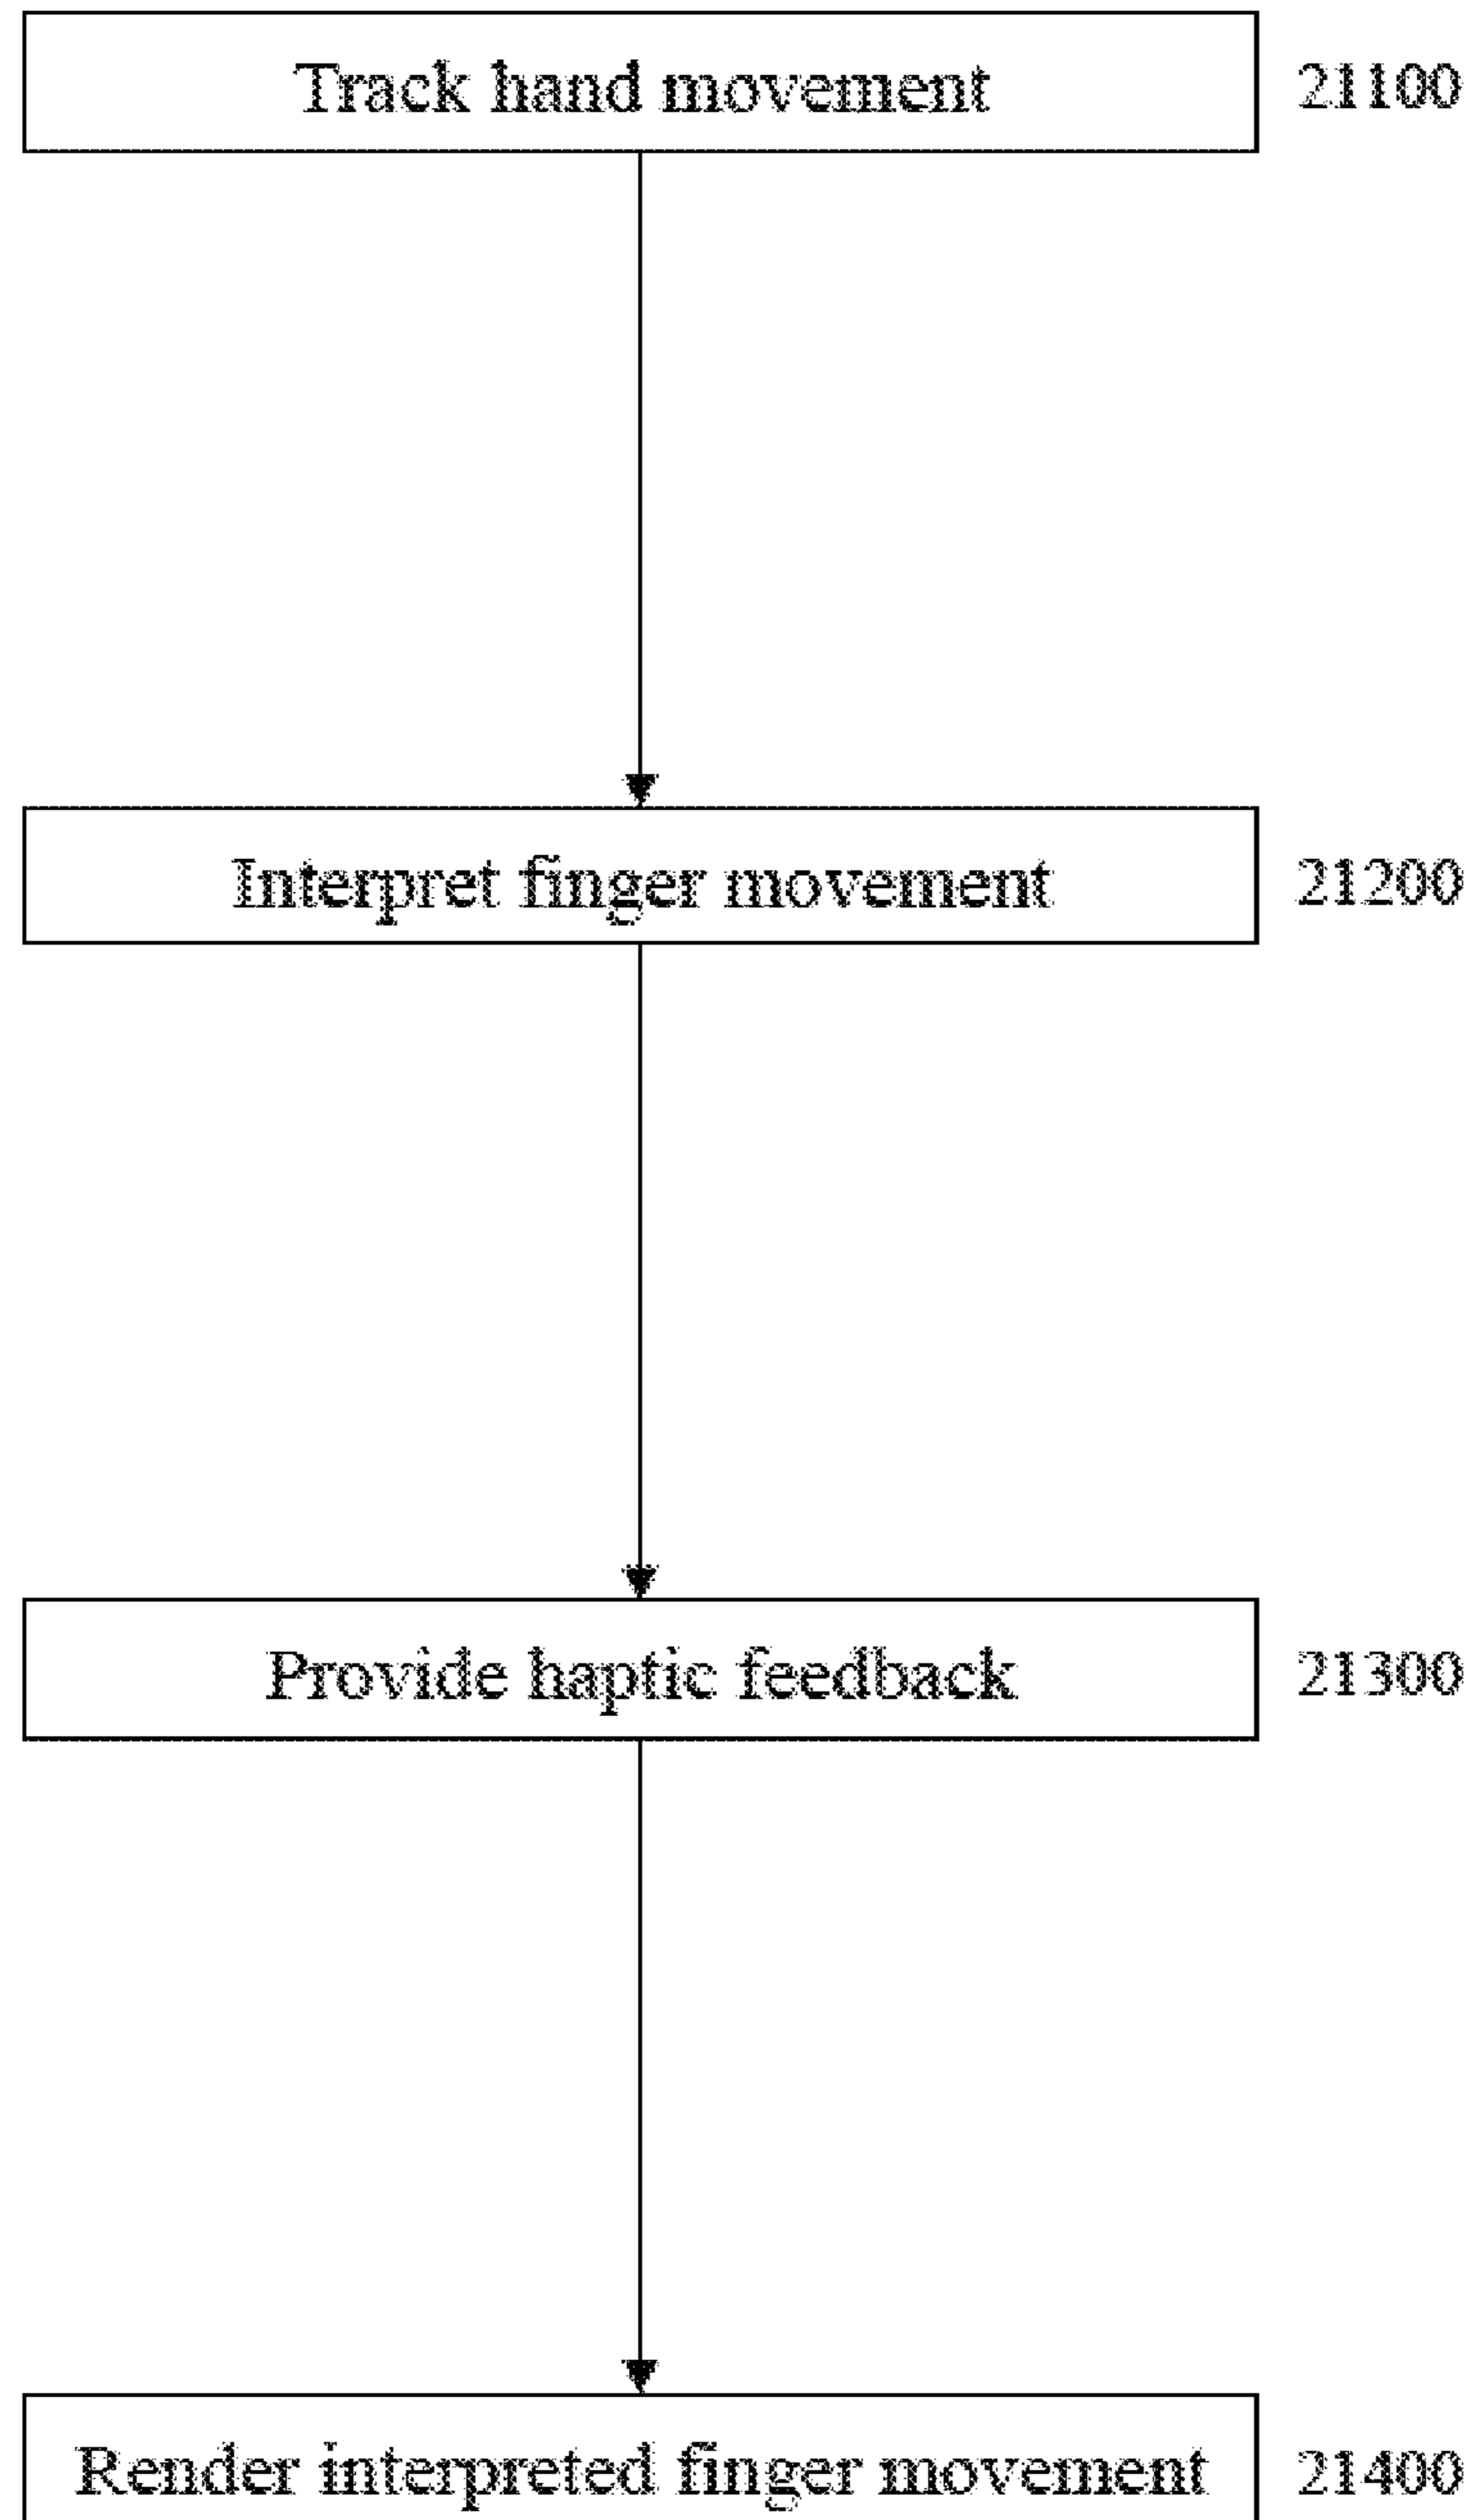 Track hand movement 21100
Interpret finger movement 21200
Provide haptic feedback 21300
Render interpreted finger movement 21400